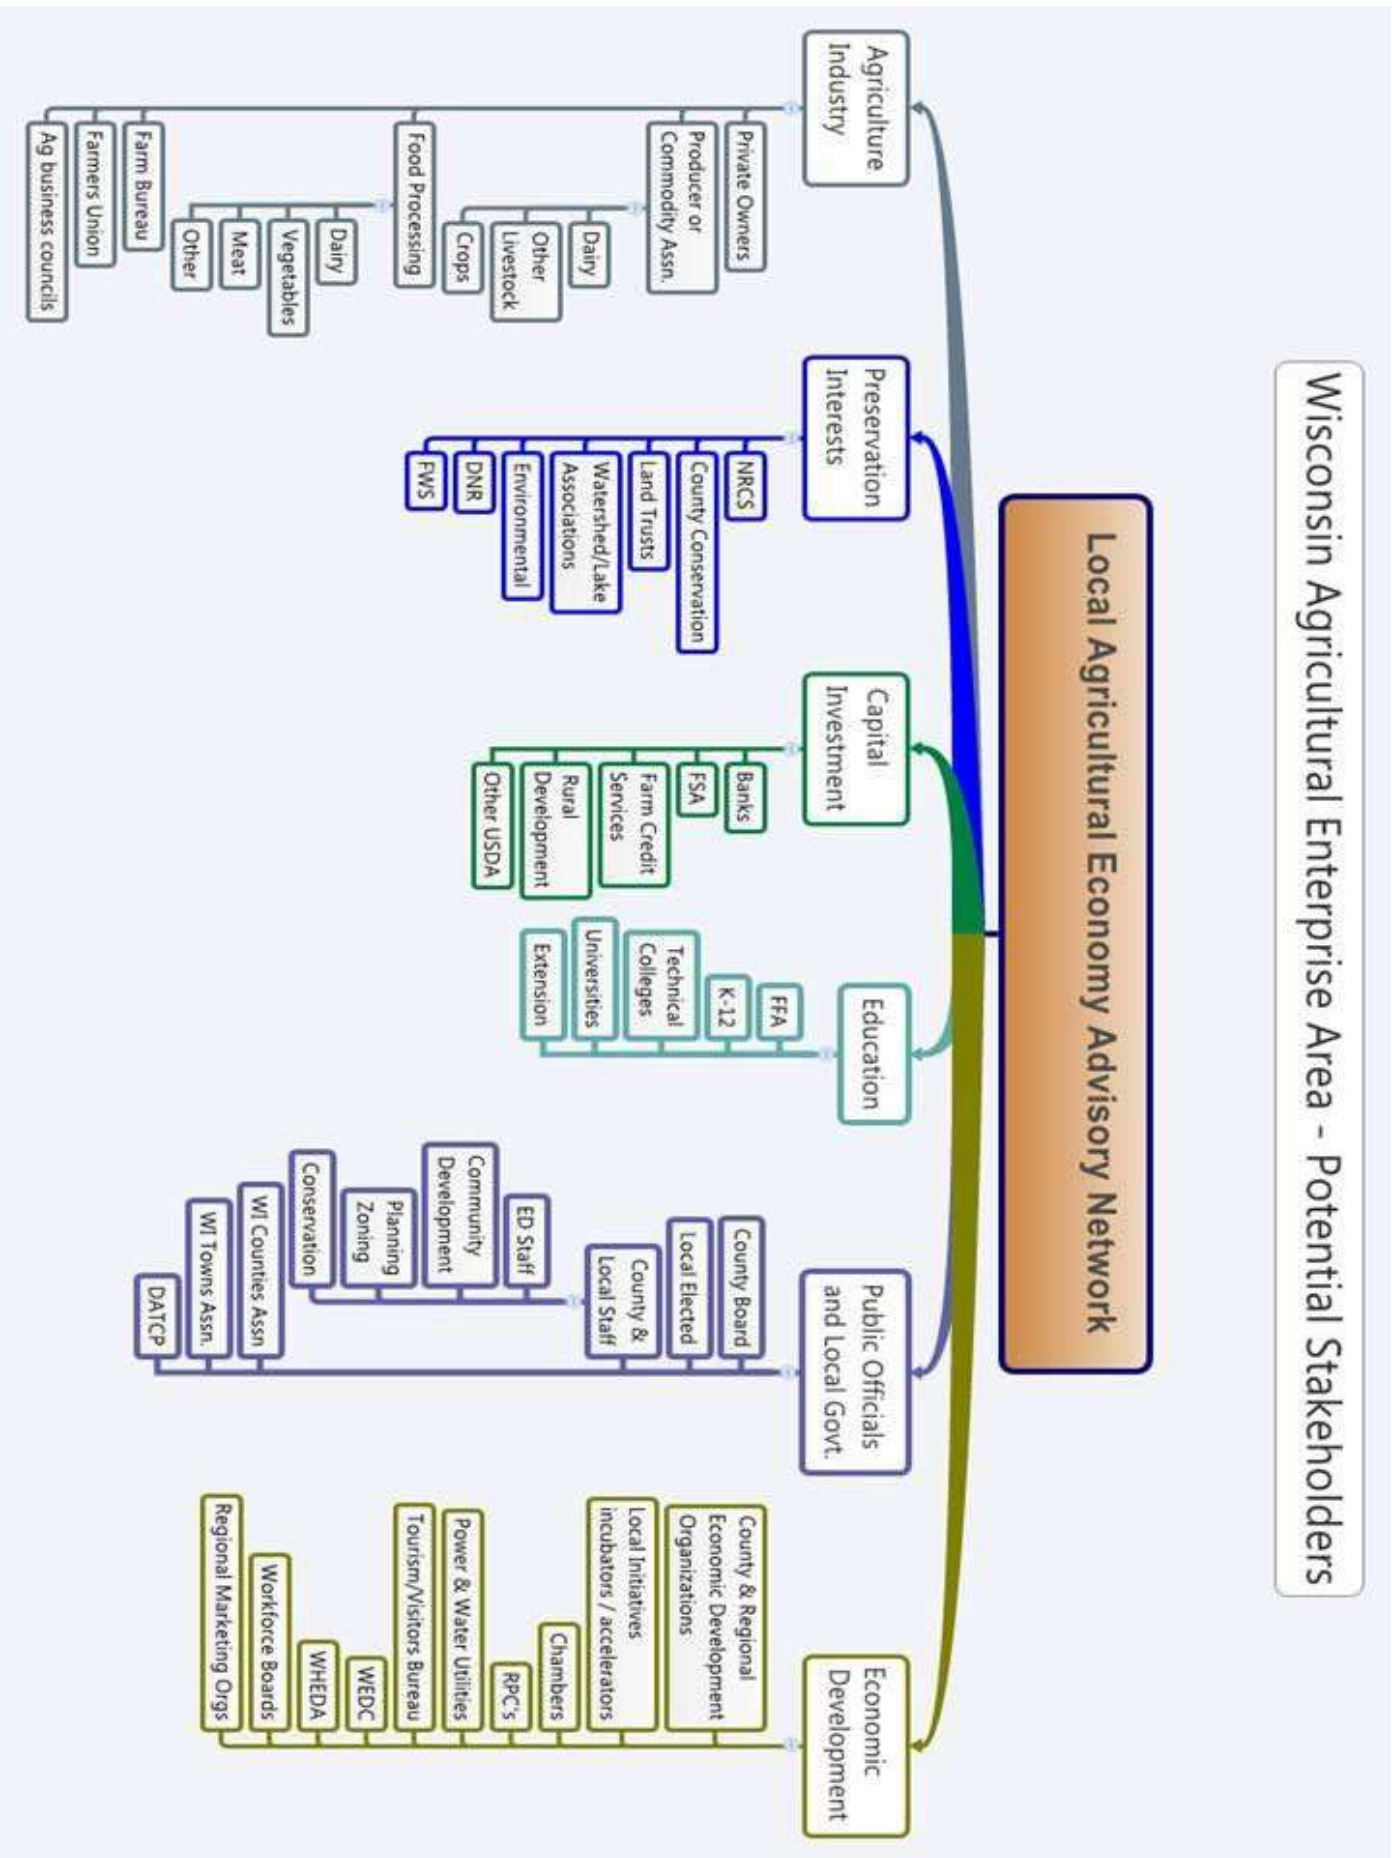 Wisconsin Agricultural Enterprise Area - Potential Stakeholders
Local Agricultural Economy Advisory Network
Agriculture
Industry
Private Owners
Producer or
Commodity Assn.
Dairy
Other
Livestock
Crops
Food Processing
Dairy
Vegetables
Meat
Other
Farm Bureau
Farmers Union
Ag business councils
Preservation
Interests
NRCS
County Conservation
Land Trusts
Watershed/Lake
Associations
Environmental
DNR
FWS
Capital
Investment
Banks
FSA
Farm Credit
Services
Rural
Development
Other USDA
Education
FFA
K-12
Technical
Colleges
Universities
Extension
Public Officials
and Local Govt.
County Board
Local Elected
County &
Local Staff
ED Staff
Community
Development
Planning
Zoning
Conservation
WI Counties Assn
WI Towns Assn.
DATCP
Economic
Development
County & Regional
Economic Development
Organizations
Local Initiatives
incubators / accelerators
Chambers
RPC's
Power & Water Utilities
Tourism/Visitors Bureau
WEDC
WHEDA
Workforce Boards
Regional Marketing Orgs